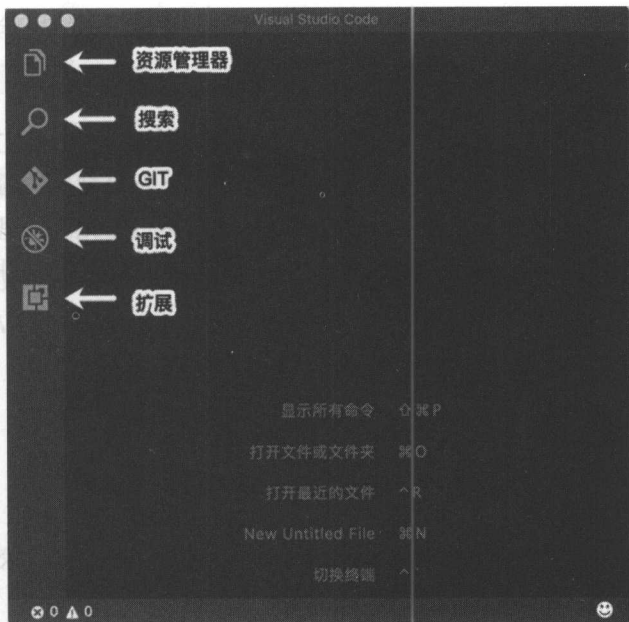 Visual Studio Code
资源管理器
搜索
GIT
调试
扩展
显示所有命令 ⇧⌘P
打开文件或文件夹 ⌘O
打开最近的文件 ^R
New Untitled File ⌘N
切换终端 ^`
0 0